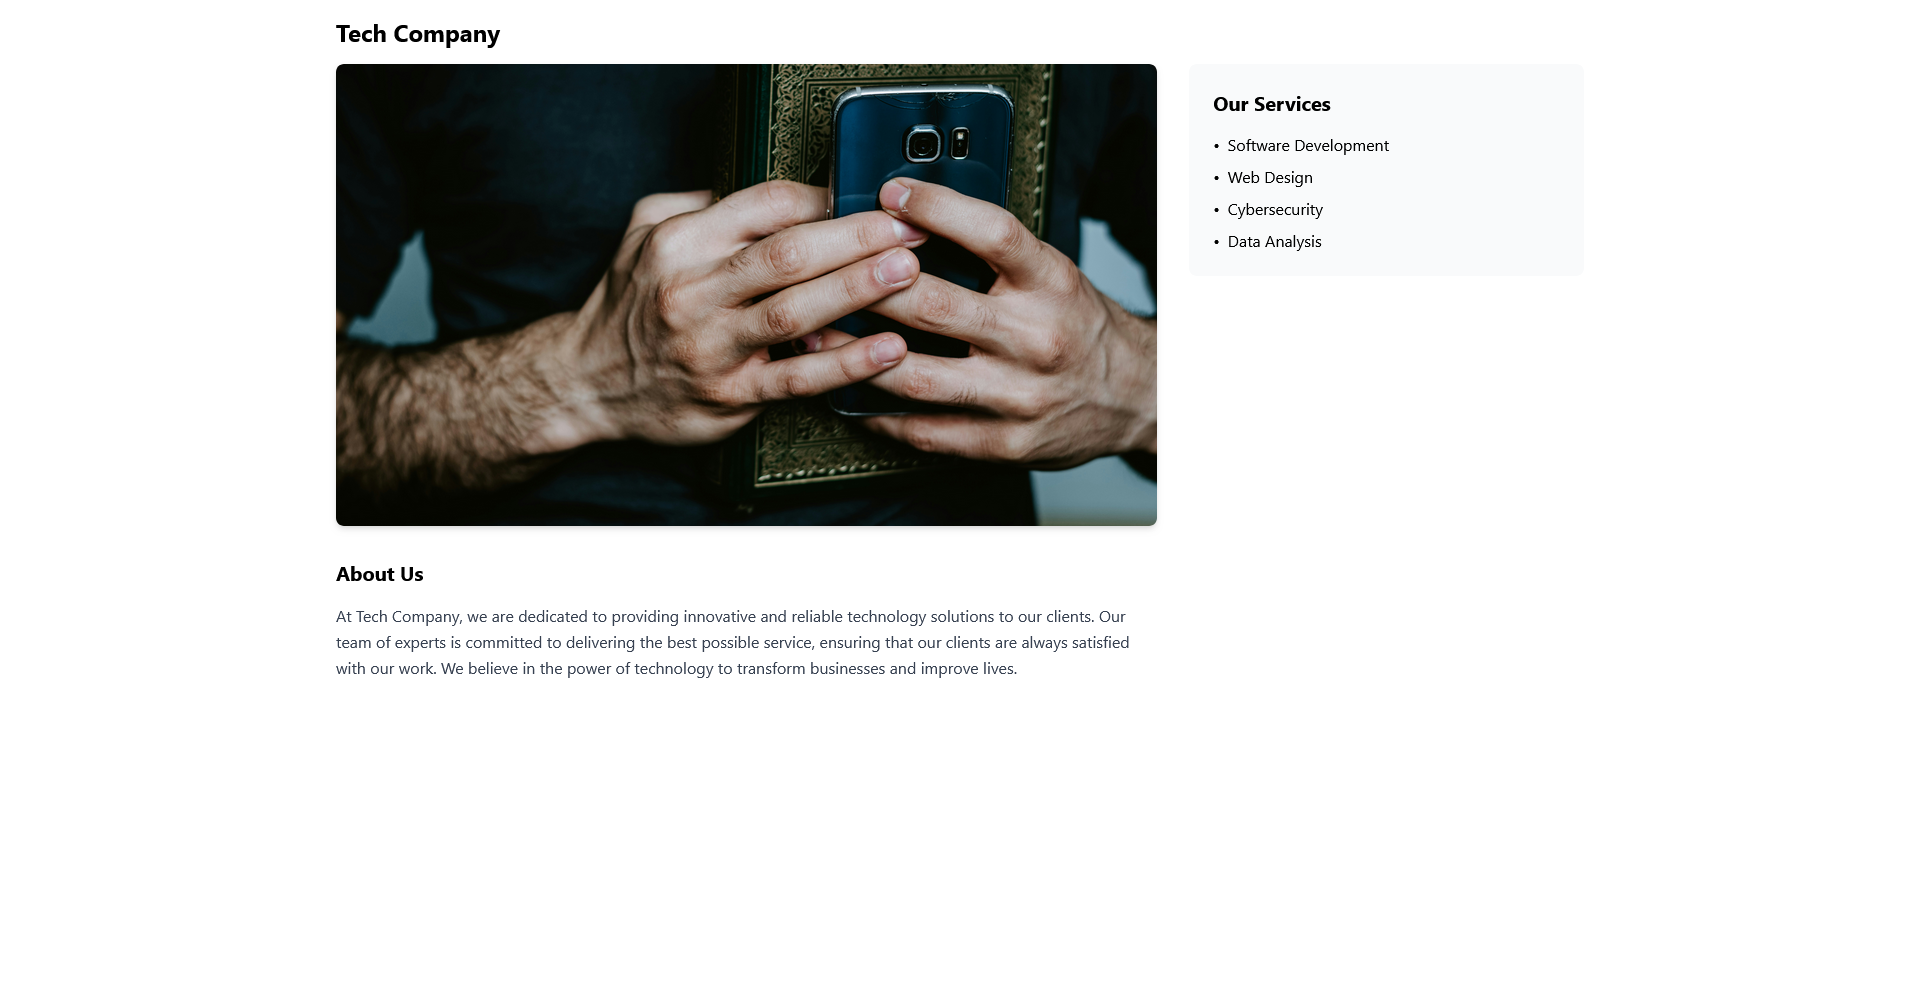 Tech Company
Our Services
• Software Development
• Web Design
• Cybersecurity
• Data Analysis
About Us
At Tech Company, we are dedicated to providing innovative and reliable technology solutions to our clients. Our
team of experts is committed to delivering the best possible service, ensuring that our clients are always satisfied
with our work. We believe in the power of technology to transform businesses and improve lives.